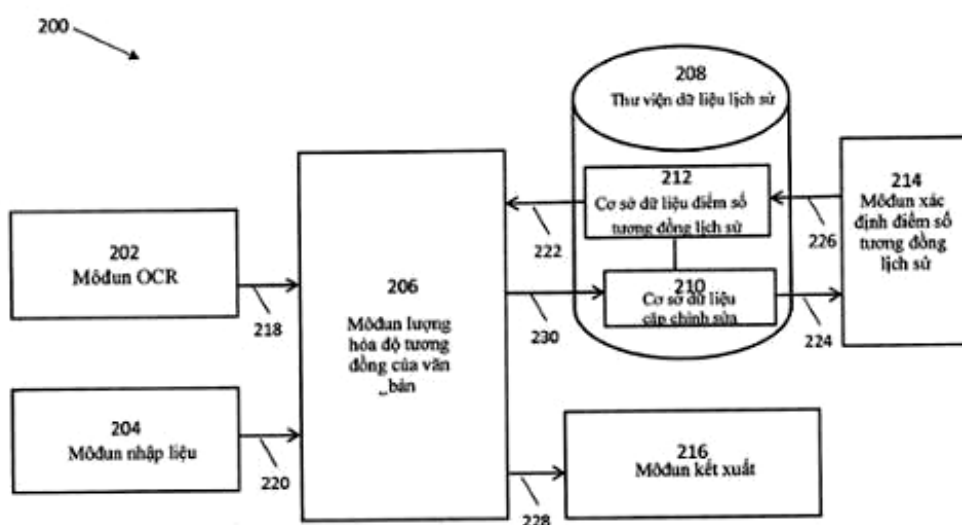 200
208
Thư viện dữ liệu lịch sử
212
Cơ sở dữ liệu điểm số
tương đồng lịch sử
214
Môđun xác
định điểm số
tương đồng
lịch sử
222
226
202
Môđun OCR
218
206
Môđun lượng
hóa độ tương
đồng của văn
bản
230
210
Cơ sở dữ liệu
cặp chỉnh sửa
224
204
Môđun nhập liệu
220
216
Môđun kết xuất
228